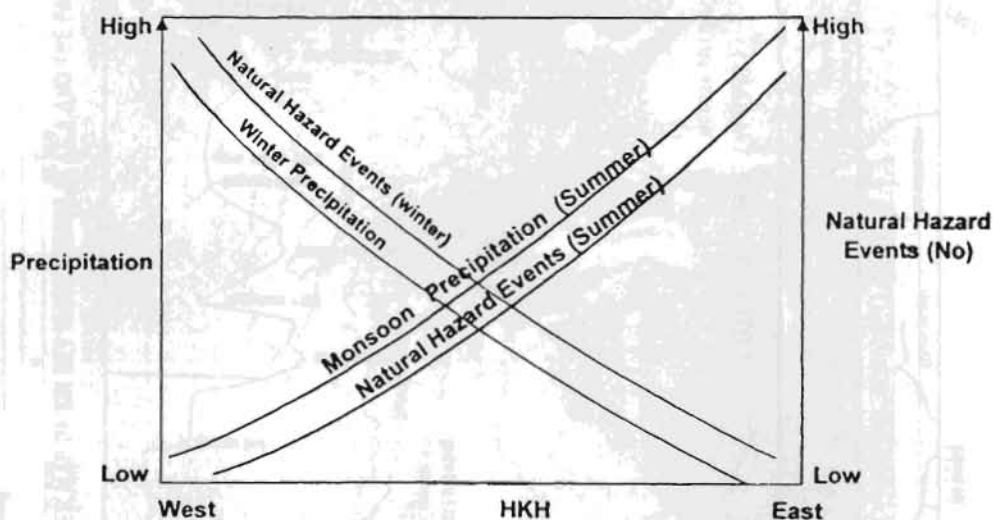 High
High
Natural Hazard Events (winter)
Winter Precipitation
Monsoon Precipitation (Summer)
Natural Hazard Events (Summer)
Precipitation
Natural Hazard
Events (No)
Low
Low
West
HKH
East